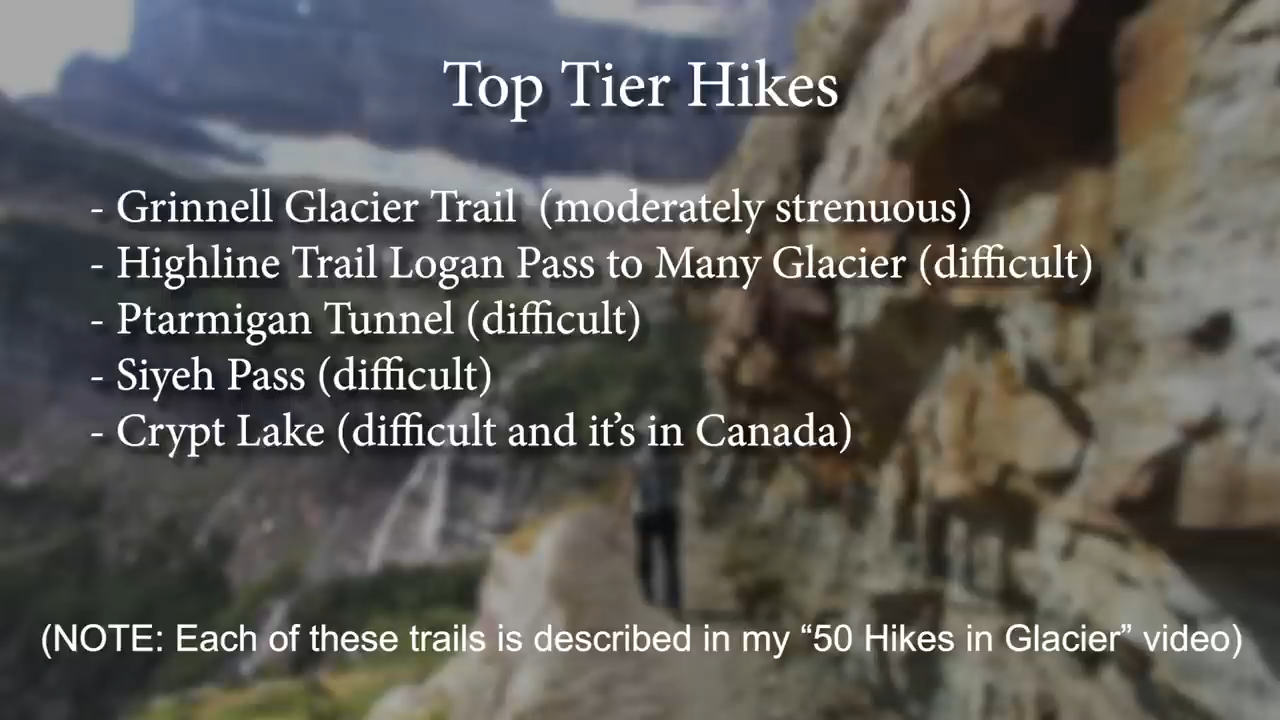 Top Tier Hikes
- Grinnell Glacier Trail  (moderately strenuous)
- Highline Trail Logan Pass to Many Glacier (difficult)
- Ptarmigan Tunnel (difficult)
- Siyeh Pass (difficult)
- Crypt Lake (difficult and it’s in Canada)
(NOTE: Each of these trails is described in my “50 Hikes in Glacier” video)